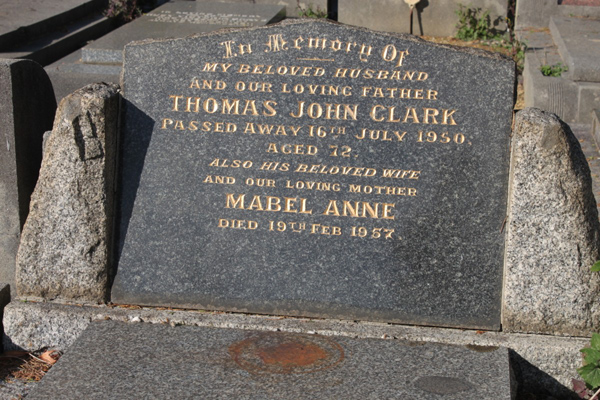 In Memory Of
MY BELOVED HUSBAND
AND OUR LOVING FATHER
THOMAS JOHN CLARK
PASSED AWAY 16TH JULY 1950.
AGED 72
ALSO HIS BELOVED WIFE
AND OUR LOVING MOTHER
MABEL ANNE
DIED 19TH FEB 1957